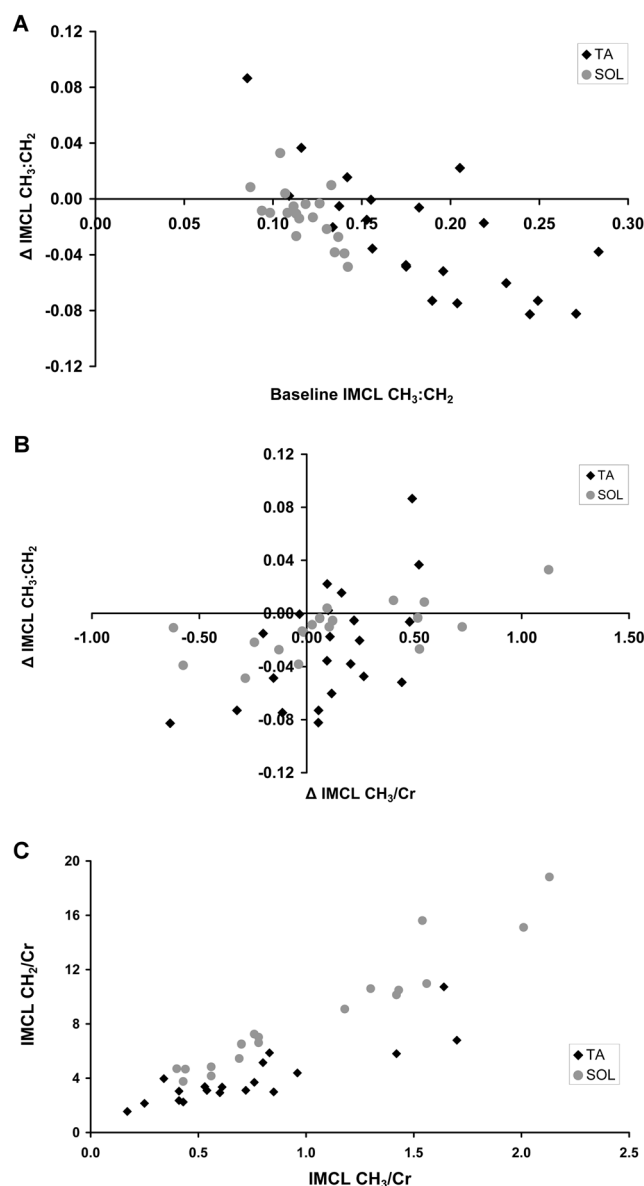 A
0.12
TA
SOL
0.08
0.04
Δ IMCL CH₃:CH₂
0.00
0.00 0.05 0.10 0.15 0.20 0.25 0.30
-0.04
-0.08
-0.12
Baseline IMCL CH₃:CH₂
B
0.12
TA
SOL
0.08
0.04
Δ IMCL CH₃:CH₂
0.00
-1.00 -0.50 0.00 0.50 1.00 1.50
-0.04
-0.08
-0.12
Δ IMCL CH₃/Cr
C
20
16
IMCL CH₂/Cr
12
8
TA
SOL
4
0
0.0 0.5 1.0 1.5 2.0 2.5
IMCL CH₃/Cr